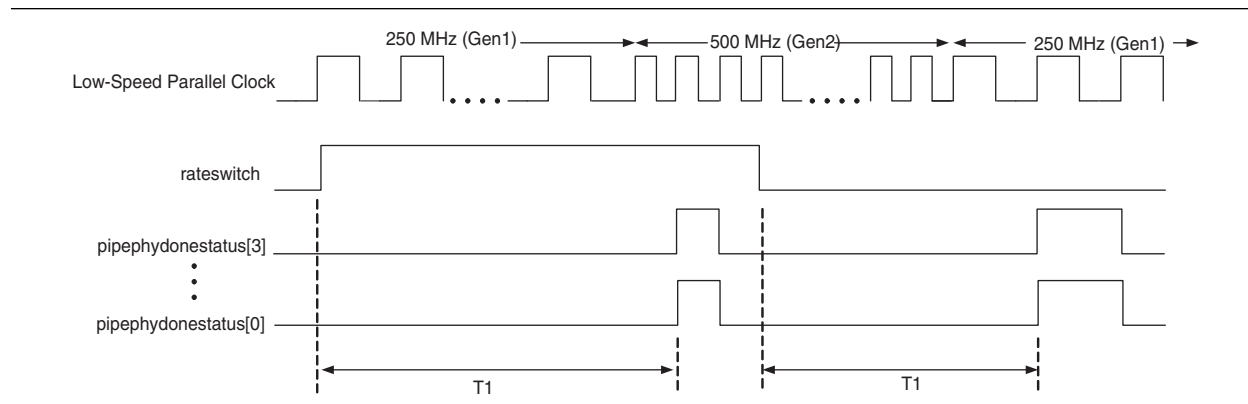 250 MHz (Gen1)
500 MHz (Gen2)
250 MHz (Gen1)
Low-Speed Parallel Clock
rateswitch
pipephydonestatus[3]
pipephydonestatus[0]
T1
T1